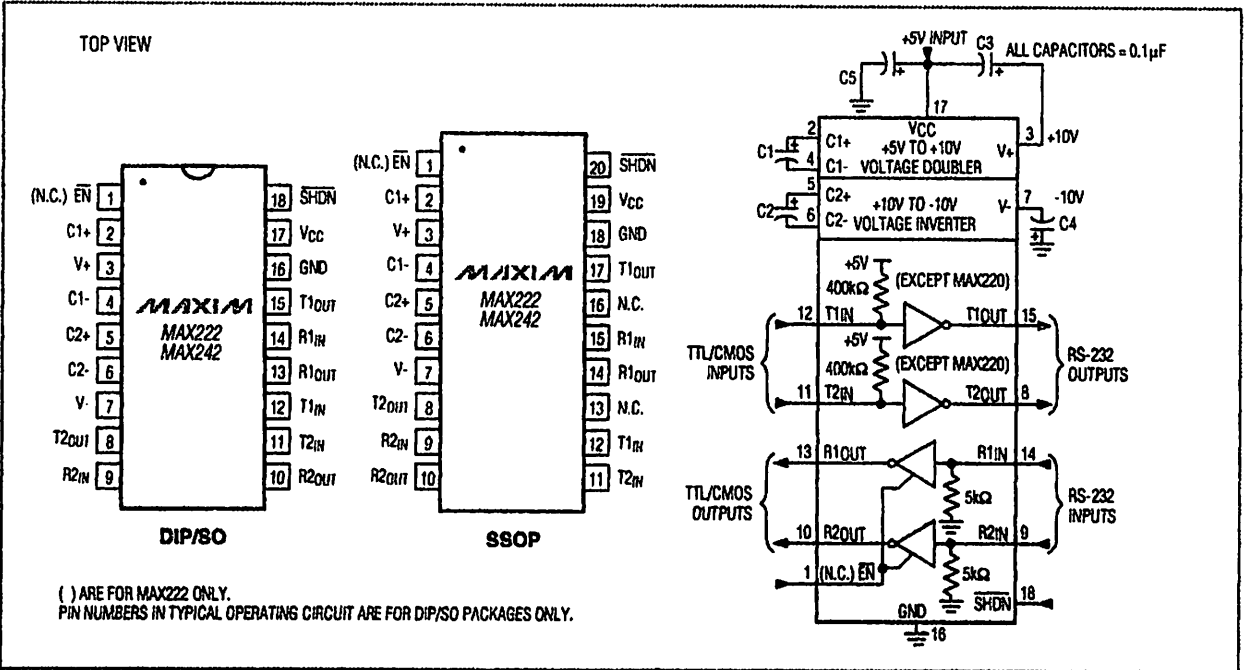 TOP VIEW
(N.C.) EN 1
C1+ 2
V+ 3
C1- 4
C2+ 5
C2- 6
V- 7
T2OUT 8
R2IN 9
18 SHDN
17 VCC
16 GND
15 T1OUT
14 R1IN
13 R1OUT
12 T1IN
11 T2IN
10 R2OUT
MAXIM
MAX222
MAX242
DIP/SO
(N.C.) EN 1
C1+ 2
V+ 3
C1- 4
C2+ 5
C2- 6
V- 7
T2OUT 8
R2IN 9
R2OUT 10
20 SHDN
19 VCC
18 GND
17 T1OUT
16 N.C.
15 R1IN
14 R1OUT
13 N.C.
12 T1IN
11 T2IN
MAXIM
MAX222
MAX242
SSOP
+5V INPUT
C3
ALL CAPACITORS = 0.1µF
C5
17
VCC
2 C1+
C1
4 C1-
+5V TO +10V
VOLTAGE DOUBLER
V+ 3 +10V
5 C2+
C2
6 C2-
+10V TO -10V
VOLTAGE INVERTER
V- 7 -10V
C4
+5V
400kΩ
(EXCEPT MAX220)
12 T1IN
T1OUT 15
+5V
400kΩ
(EXCEPT MAX220)
11 T2IN
T2OUT 8
TTL/CMOS
INPUTS
RS-232
OUTPUTS
13 R1OUT
R1IN 14
5kΩ
10 R2OUT
R2IN 9
5kΩ
TTL/CMOS
OUTPUTS
RS-232
INPUTS
1 (N.C.) EN
SHDN 18
GND
16
( ) ARE FOR MAX222 ONLY.
PIN NUMBERS IN TYPICAL OPERATING CIRCUIT ARE FOR DIP/SO PACKAGES ONLY.